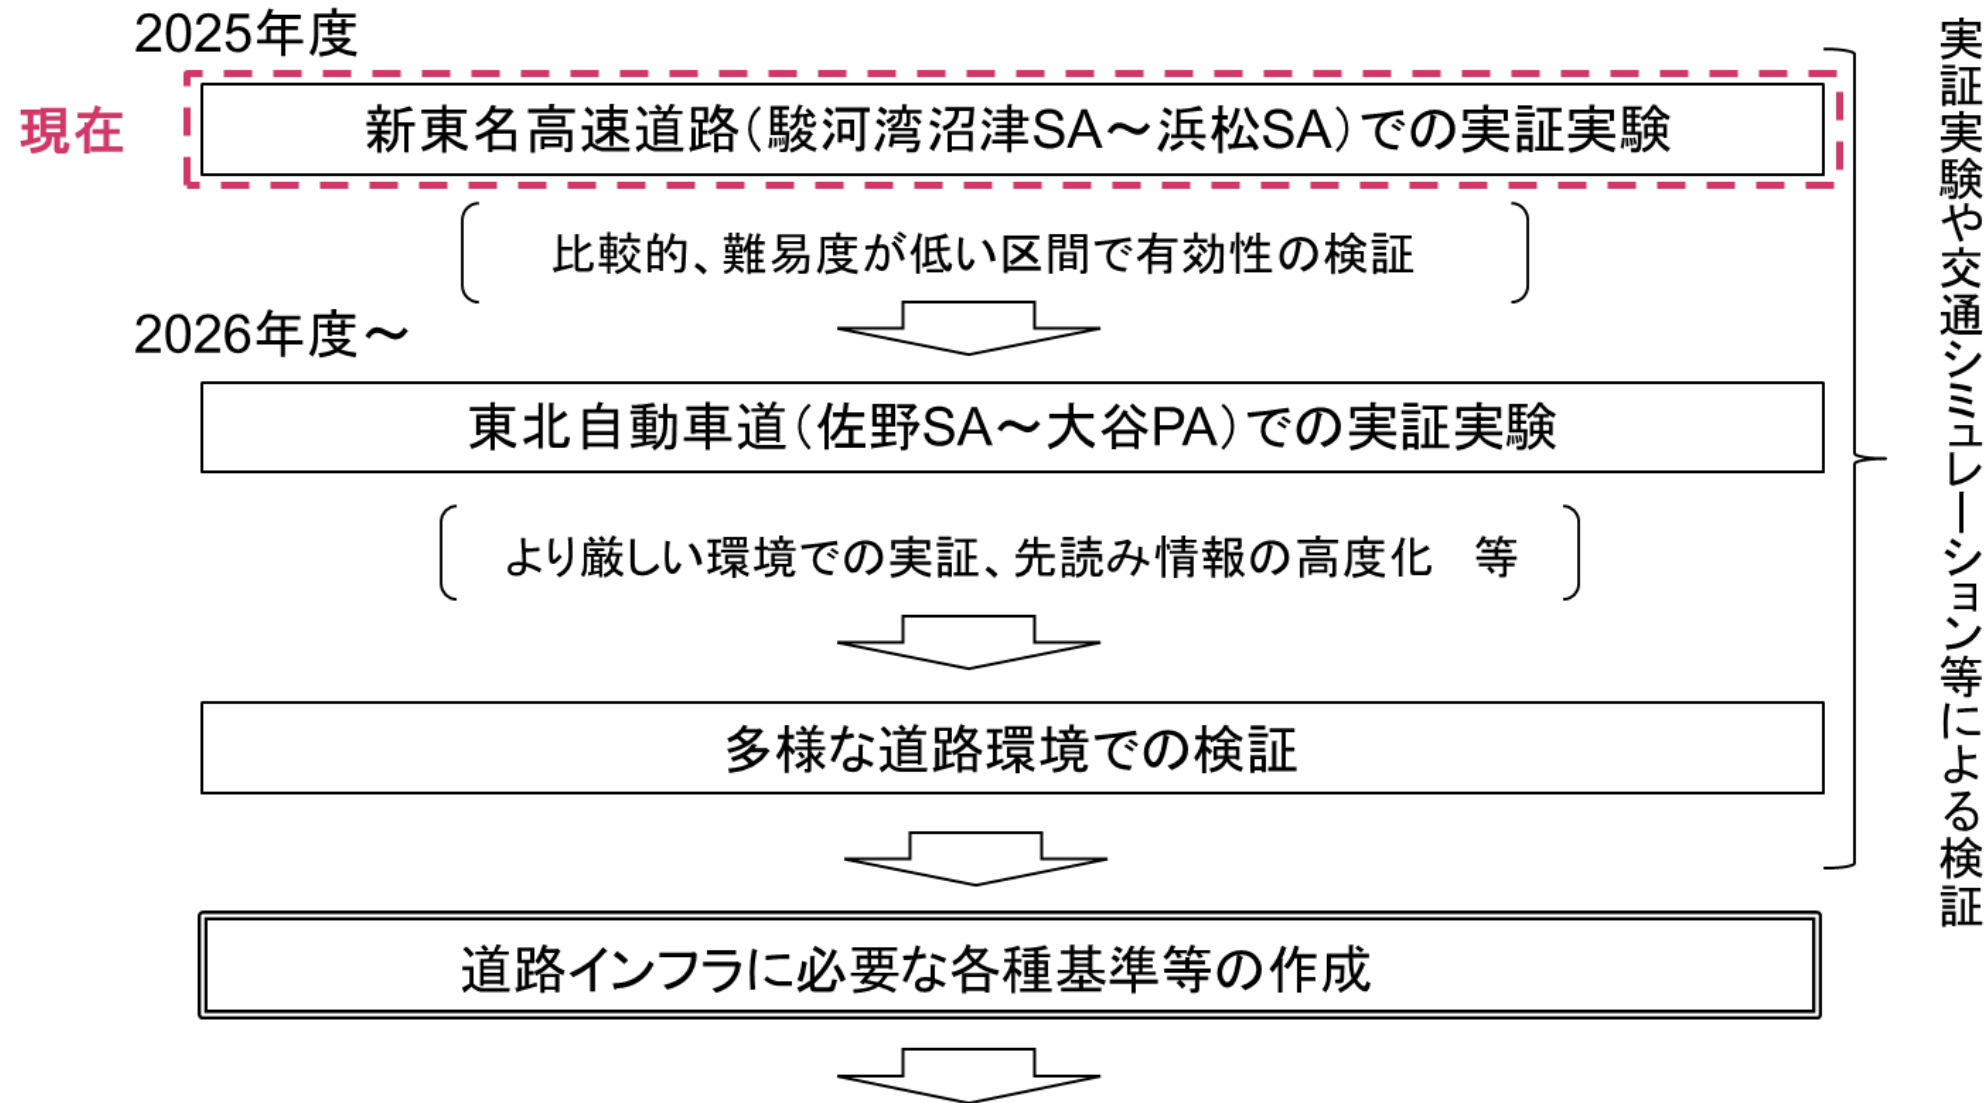 2025年度
現在
新東名高速道路(駿河湾沼津SA～浜松SA)での実証実験
比較的、難易度が低い区間で有効性の検証
2026年度～
東北自動車道(佐野SA～大谷PA)での実証実験
より厳しい環境での実証、先読み情報の高度化　等
多様な道路環境での検証
道路インフラに必要な各種基準等の作成
実証実験や交通シミュレーション等による検証